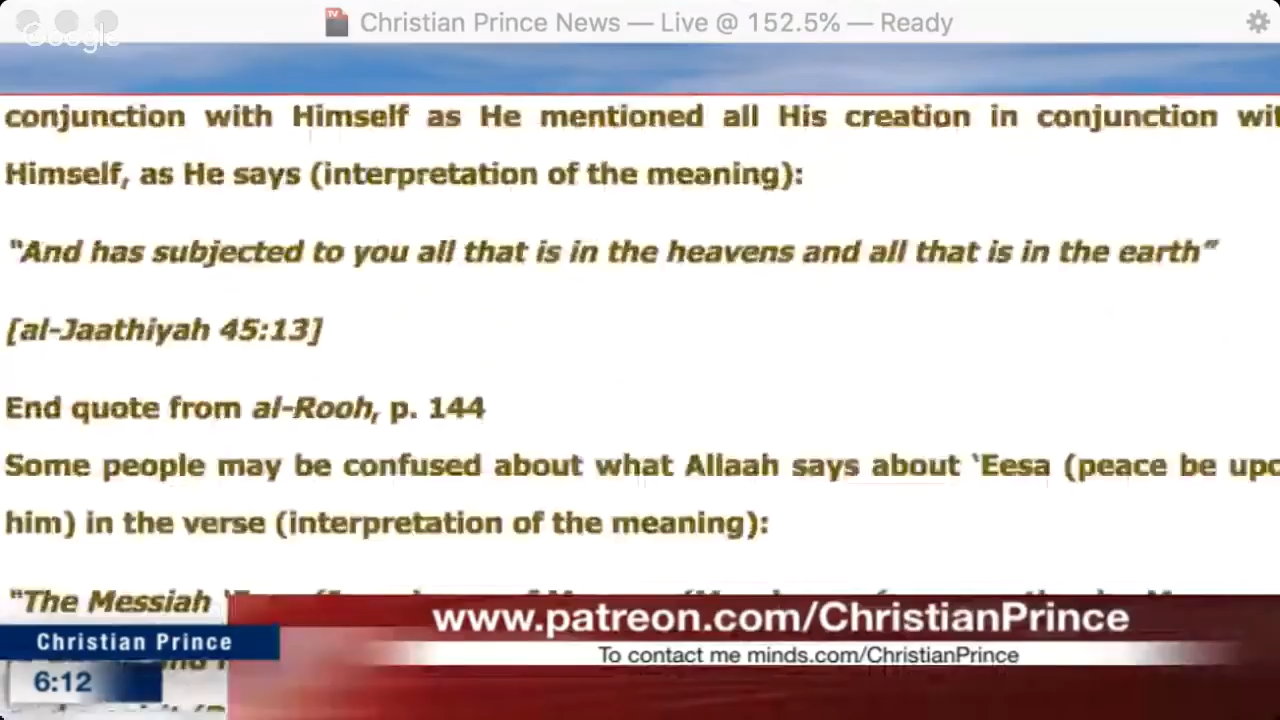 Christian Prince News — Live @ 152.5% — Ready
Google
conjunction with Himself as He mentioned all His creation in conjunction
Himself, as He says (interpretation of the meaning):
“And has subjected to you all that is in the heavens and all that is in the earth”
[al-Jaathiyah 45:13]
End quote from al-Rooh, p. 144
Some people may be confused about what Allaah says about ‘Eesa (peace be
him) in the verse (interpretation of the meaning):
“The Messiah
www.patreon.com/ChristianPrince
Christian Prince
To contact me minds.com/ChristianPrince
6:12